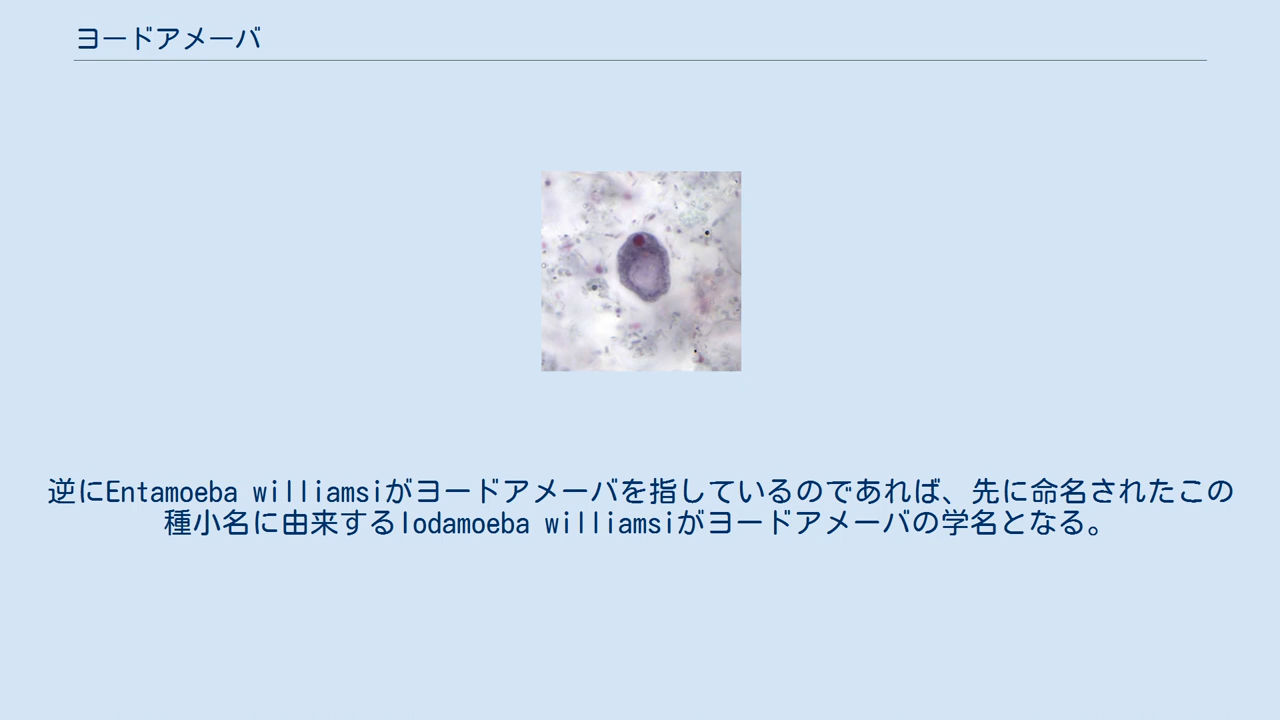 ヨードアメーバ
逆にEntamoeba williamsiがヨードアメーバを指しているのであれば、先に命名されたこの
種小名に由来するIodamoeba williamsiがヨードアメーバの学名となる。